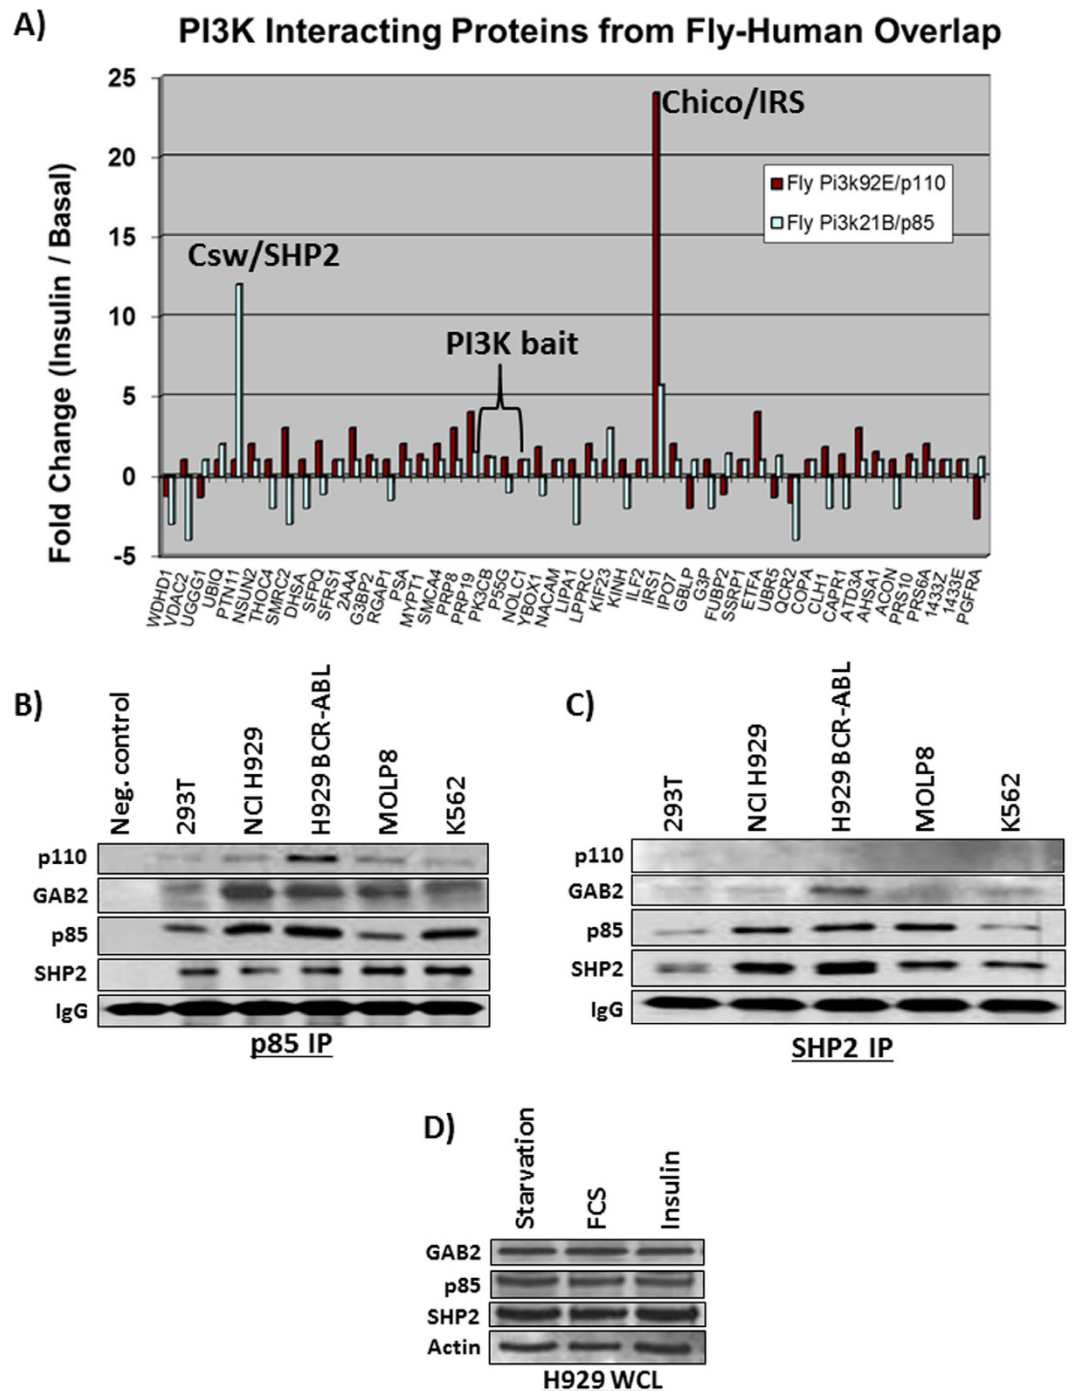 A)
PI3K Interacting Proteins from Fly-Human Overlap
Fold Change (Insulin / Basal)
25
20
15
10
5
0
-5
Chico/IRS
Csw/SHP2
PI3K bait
Fly Pi3k92E/p110
Fly Pi3k21B/p85
WDHD1
VDAC2
UGGG1
UBIQ
PTN11
NSUN2
THOC4
SMRC2
DHSA
SFPQ
SFRS1
2AAA
G3BP2
RGAP1
PSA
MYPT1
SMCA4
PRP8
PRP19
PK3CB
P55G
NOLC1
YBOX1
NACAM
LIPA1
LPPRC
KIF23
KINH
ILF2
IRS1
IPO7
GBLP
G3P
FUBP2
SSRP1
ETFA
UBR5
QCR2
COPA
CLH1
CAPR1
ATD3A
AHSA1
ACON
PRS10
PRS6A
1433Z
1433E
PGFRA
B)
Neg. control
293T
NCI H929
H929 BCR-ABL
MOLP8
K562
p110
GAB2
p85
SHP2
IgG
p85 IP
C)
293T
NCI H929
H929 BCR-ABL
MOLP8
K562
p110
GAB2
p85
SHP2
IgG
SHP2 IP
D)
Starvation
FCS
Insulin
GAB2
p85
SHP2
Actin
H929 WCL